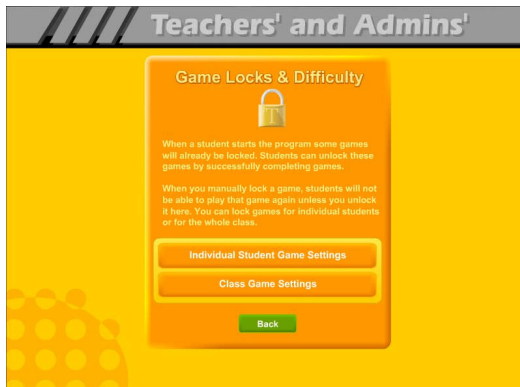 Teachers' and Admins'
Game Locks & Difficulty
When a student starts the program some games
will already be locked. Students can unlock these
games by successfully completing games.
When you manually lock a game, students will not
be able to play that game again unless you unlock
it here. You can lock games for individual students
or for the whole class.
Individual Student Game Settings
Class Game Settings
Back